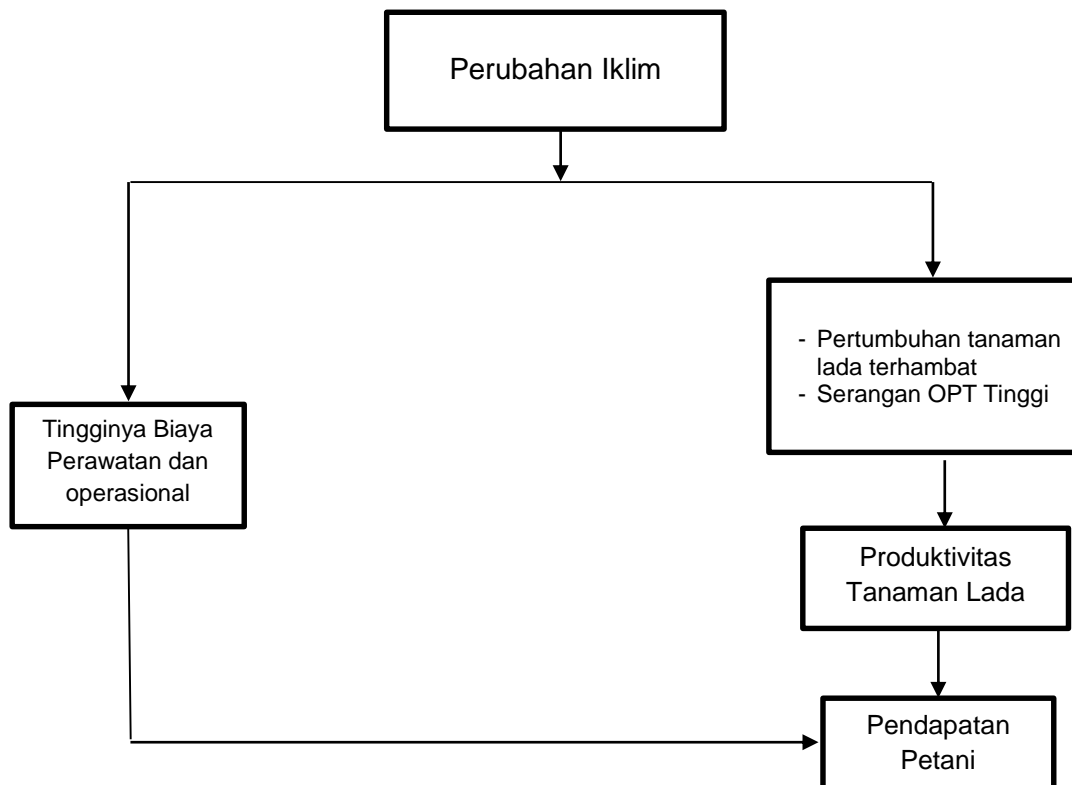 Perubahan Iklim
- Pertumbuhan tanaman
lada terhambat
- Serangan OPT Tinggi
Tingginya Biaya
Perawatan dan
operasional
Produktivitas
Tanaman Lada
Pendapatan
Petani